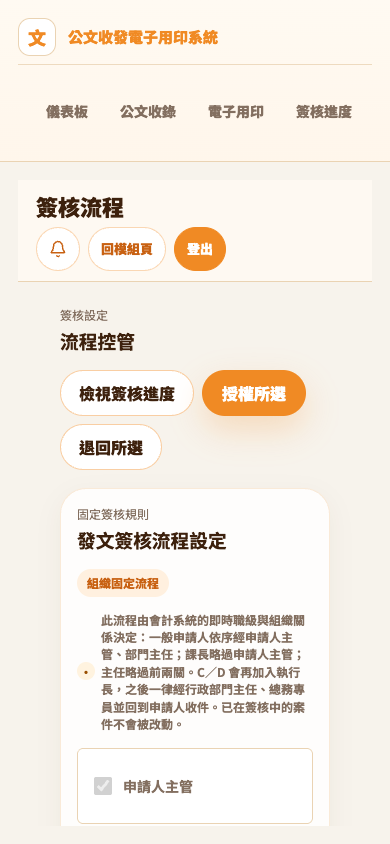 文
公文收發電子用印系統
儀表板 公文收錄 電子用印 簽核進度
簽核流程
回模組頁 登出
簽核設定
流程控管
檢視簽核進度 授權所選
退回所選
固定簽核規則
發文簽核流程設定
組織固定流程
此流程由會計系統的即時職級與組織關
係決定：一般申請人依序經申請人主
管、部門主任；課長略過申請人主管；
主任略過前兩關。C／D 會再加入執行
長，之後一律經行政部門主任、總務專
員並回到申請人收件。已在簽核中的案
件不會被改動。
申請人主管